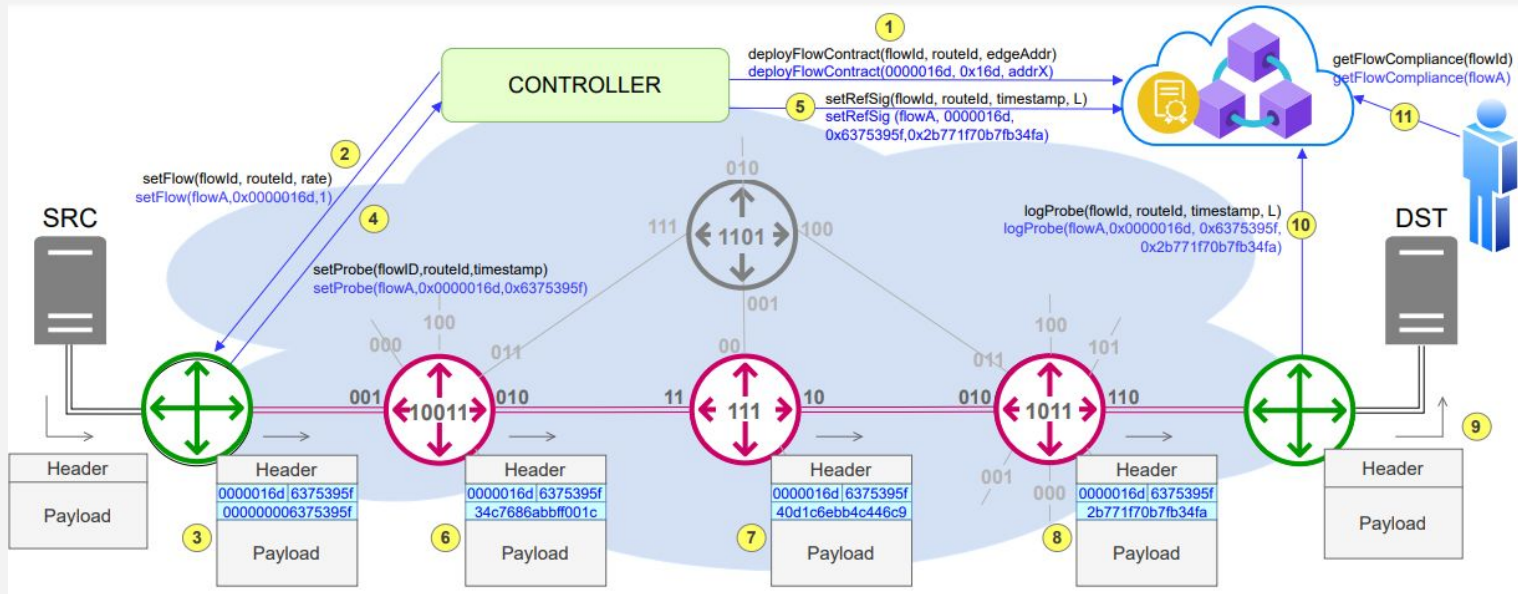 1
deployFlowContract(flowId, routeId, edgeAddr)
deployFlowContract(0000016d, 0x16d, addrX)
CONTROLLER
5
setRefSig(flowId, routeId, timestamp, L)
setRefSig (flowA, 0000016d,
0x6375395f,0x2b771f70b7fb34fa)
getFlowCompliance(flowId)
getFlowCompliance(flowA)
11
2
setFlow(flowId, routeId, rate)
setFlow(flowA,0x0000016d,1)
4
setProbe(flowID,routeId,timestamp)
setProbe(flowA,0x0000016d,0x6375395f)
logProbe(flowId, routeId, timestamp, L)
logProbe(flowA,0x0000016d, 0x6375395f,
0x2b771f70b7fb34fa)
10
SRC
DST
010
111
1101
100
001
000
100
011
001
10011
010
00
11
111
10
011
100
101
010
1011
110
001
000
Header
Payload
3
Header
0000016d 6375395f
000000006375395f
Payload
6
Header
0000016d 6375395f
34c7686abbff001c
Payload
7
Header
0000016d 6375395f
40d1c6ebb4c446c9
Payload
8
Header
0000016d 6375395f
2b771f70b7fb34fa
Payload
9
Header
Payload